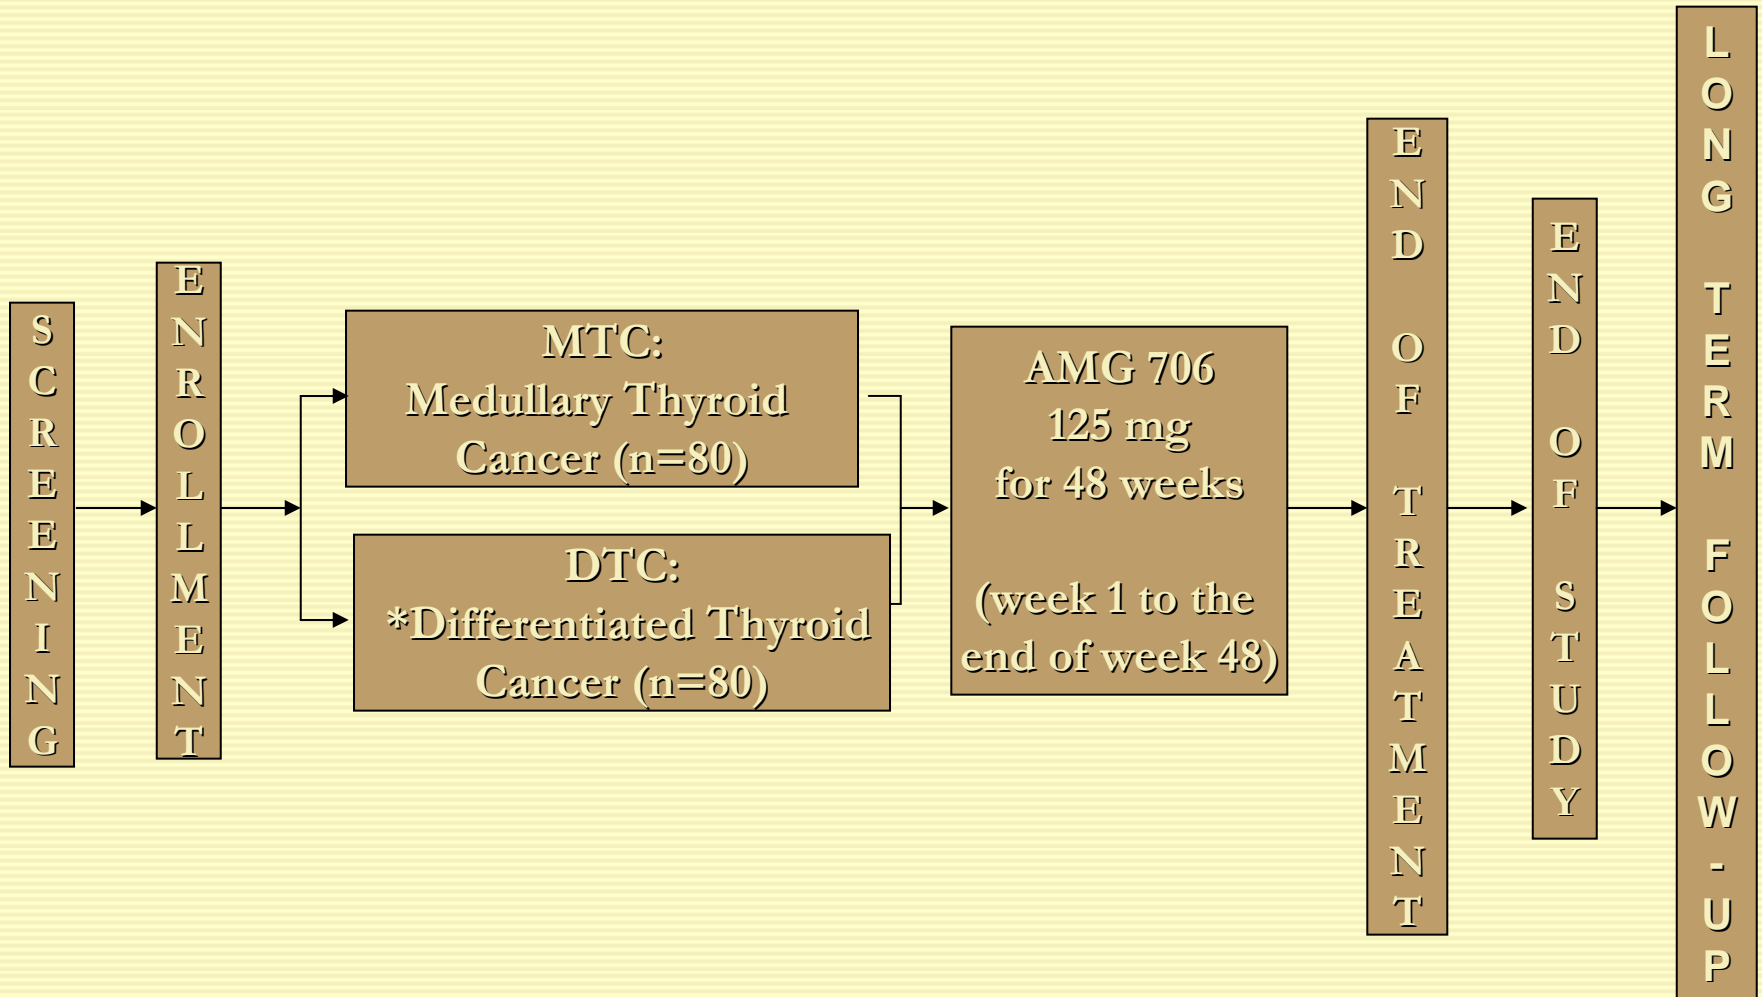 SCREENING
ENROLLMENT
MTC:
Medullary Thyroid
Cancer (n=80)
DTC:
*Differentiated Thyroid
Cancer (n=80)
AMG 706
125 mg
for 48 weeks
(week 1 to the
end of week 48)
END OF TREATMENT
END OF STUDY
LONG TERM FOLLOW-UP